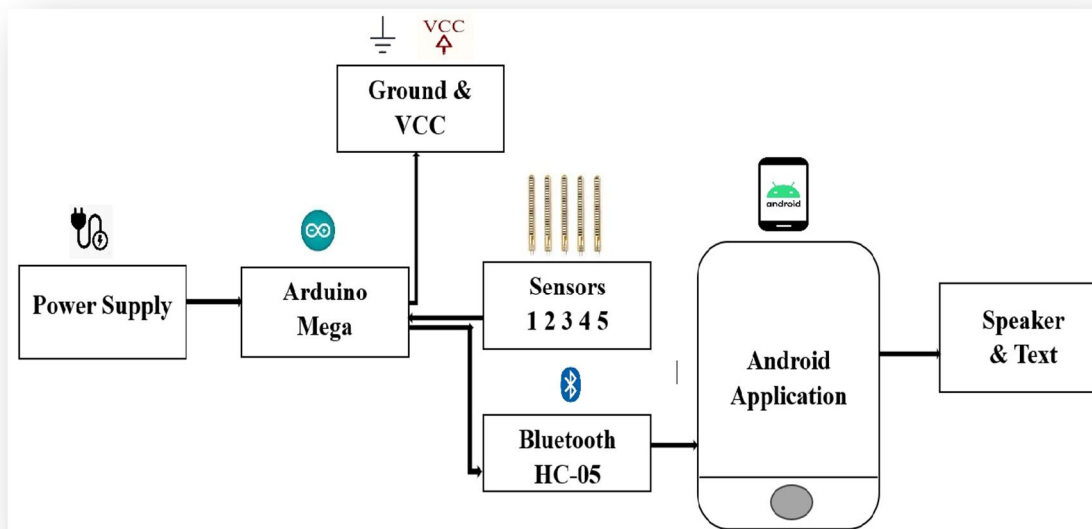 VCC
Ground &
VCC
Power Supply
Arduino
Mega
Sensors
1 2 3 4 5
Bluetooth
HC-05
android
Android
Application
Speaker
& Text